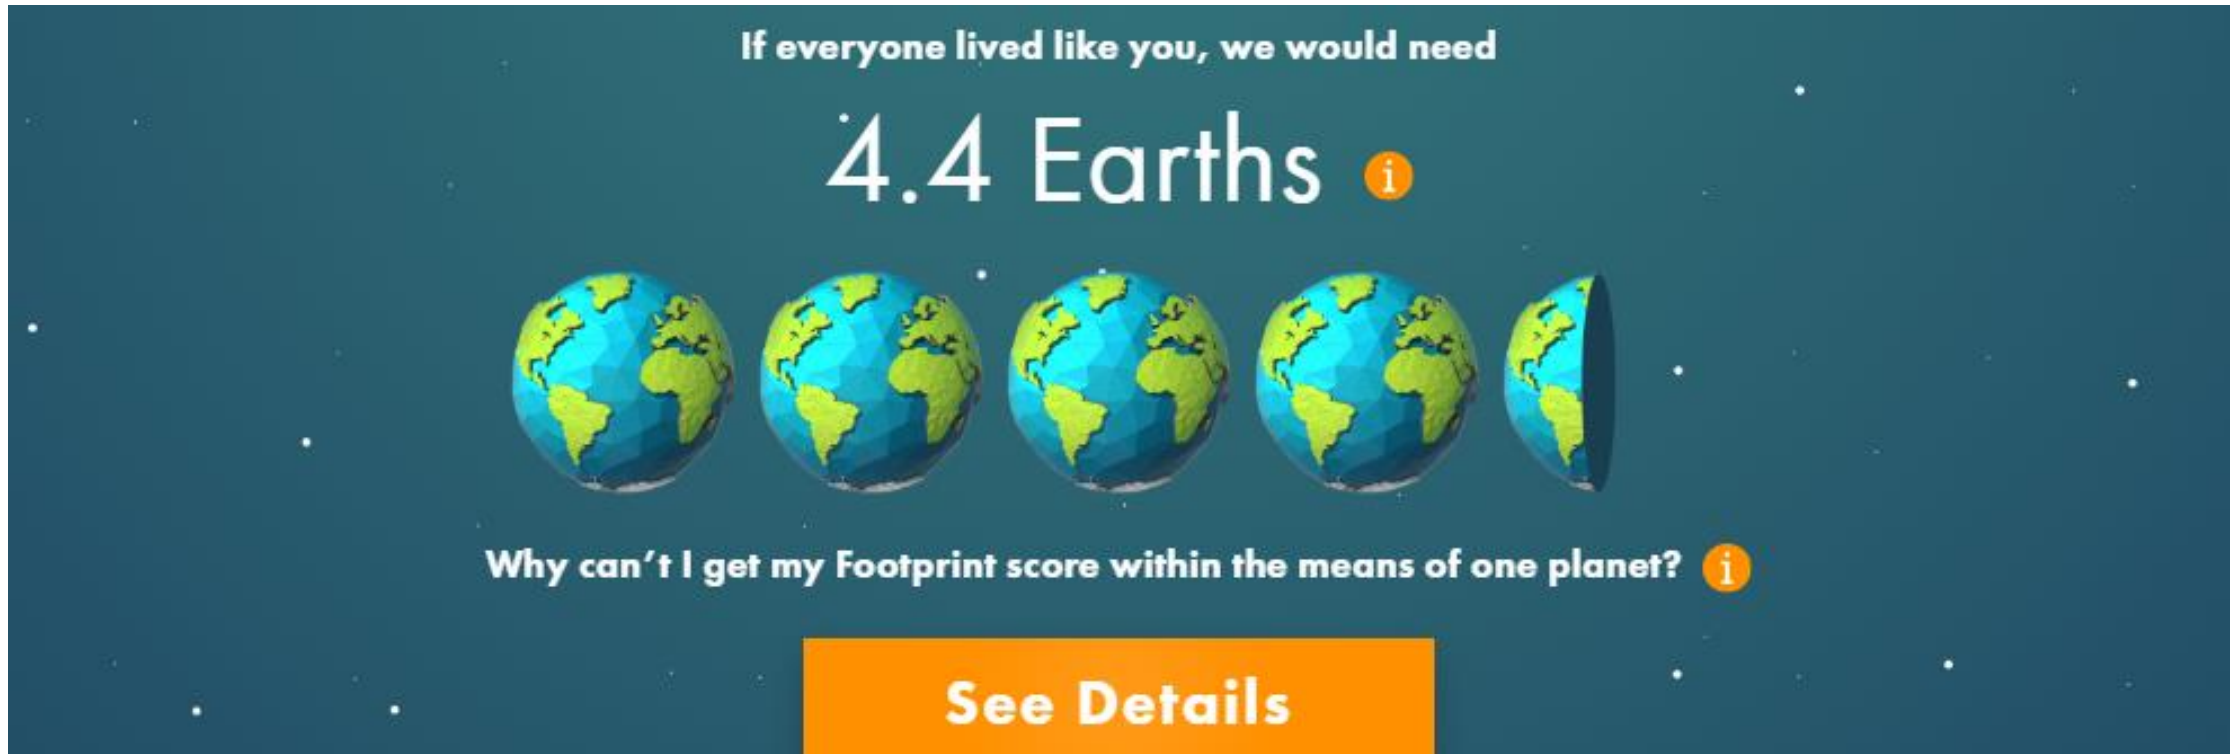 If everyone lived like you, we would need
4.4 Earths i
Why can't I get my Footprint score within the means of one planet? i
See Details